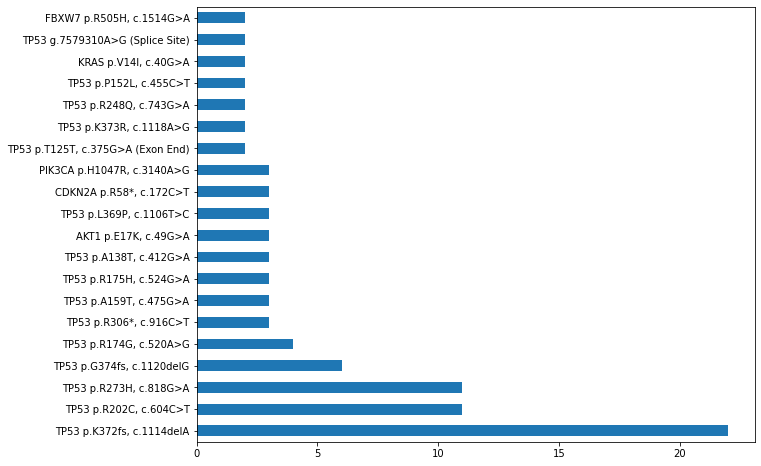 FBXW7 p.R505H, c.1514G>A
TP53 g.7579310A>G (Splice Site)
KRAS p.V14I, c.40G>A
TP53 p.P152L, c.455C>T
TP53 p.R248Q, c.743G>A
TP53 p.K373R, c.1118A>G
TP53 p.T125T, c.375G>A (Exon End)
PIK3CA p.H1047R, c.3140A>G
CDKN2A p.R58*, c.172C>T
TP53 p.L369P, c.1106T>C
AKT1 p.E17K, c.49G>A
TP53 p.A138T, c.412G>A
TP53 p.R175H, c.524G>A
TP53 p.A159T, c.475G>A
TP53 p.R306*, c.916C>T
TP53 p.R174G, c.520A>G
TP53 p.G374fs, c.1120delG
TP53 p.R273H, c.818G>A
TP53 p.R202C, c.604C>T
TP53 p.K372fs, c.1114delA
0 5 10 15 20